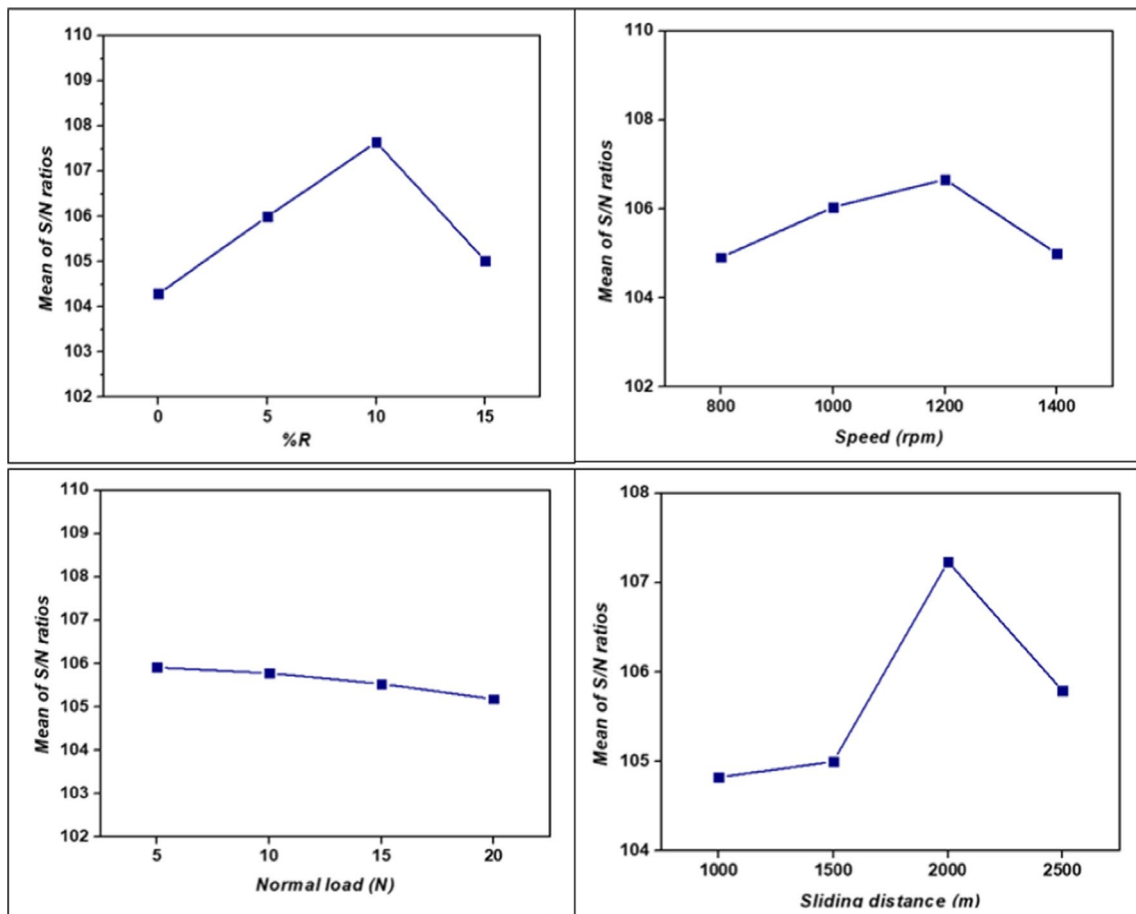 110
109
108
107
106
105
104
103
102
Mean of S/N ratios
0 5 10 15
%R
110
108
106
104
102
Mean of S/N ratios
800 1000 1200 1400
Speed (rpm)
110
109
108
107
106
105
104
103
102
Mean of S/N ratios
5 10 15 20
Normal load (N)
108
107
106
105
104
Mean of S/N ratios
1000 1500 2000 2500
Sliding distance (m)